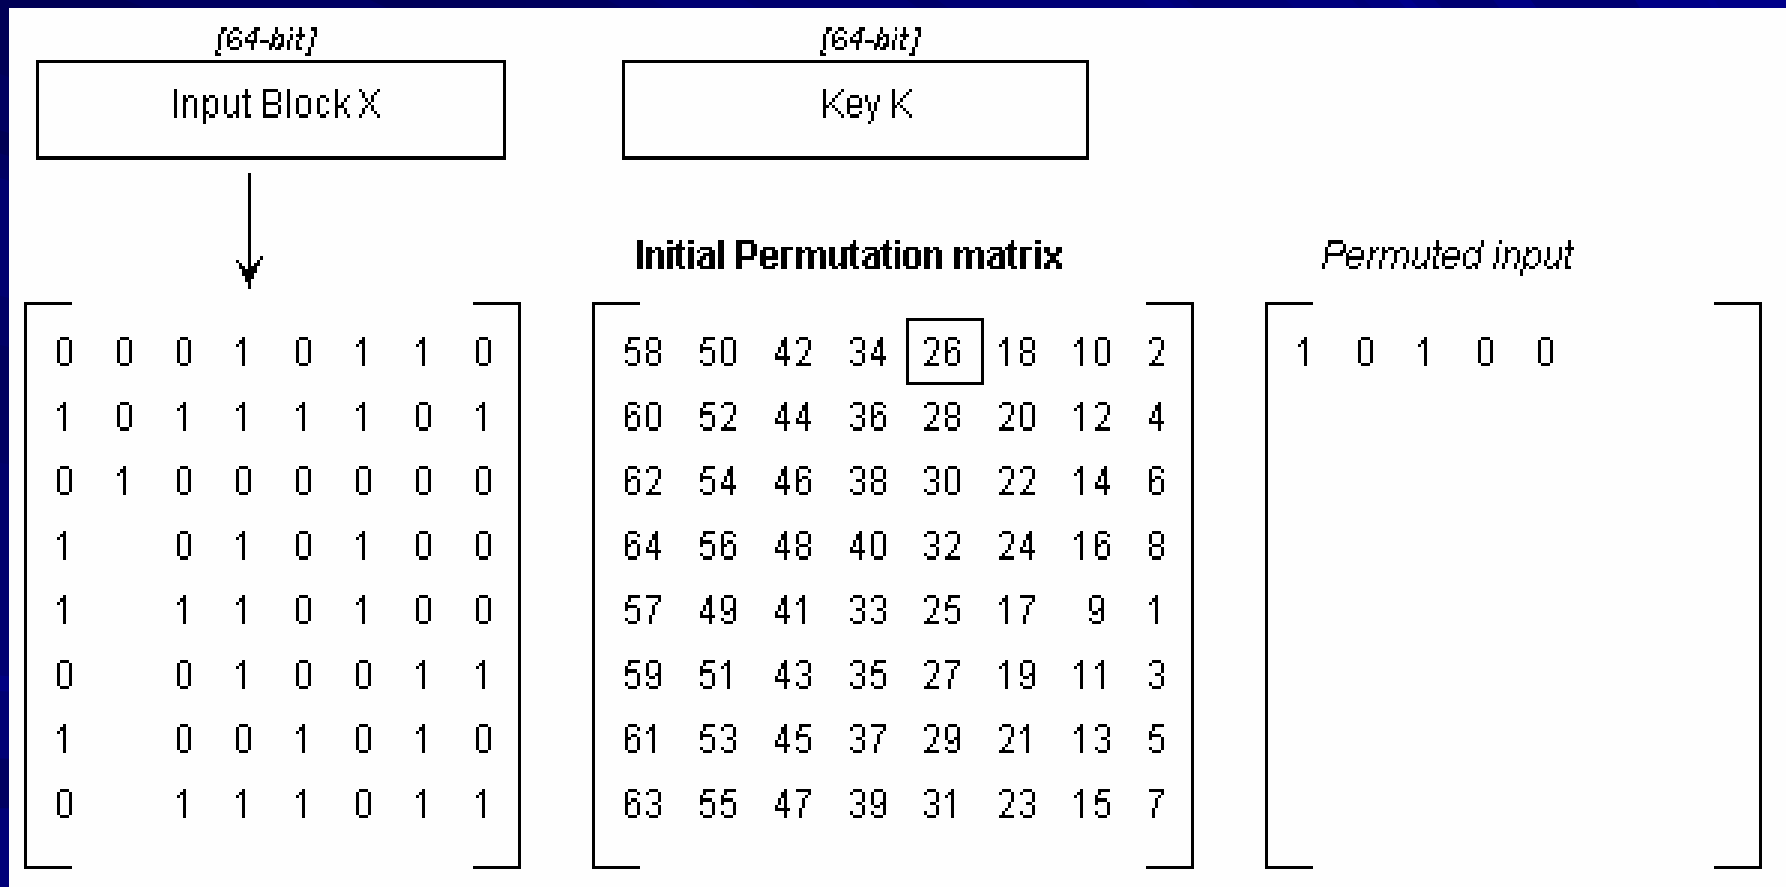 [64-bit] [64-bit]
Input Block X Key K
Initial Permutation matrix Permuted input
0 0 0 1 0 1 1 0 58 50 42 34 26 18 10 2 1 0 1 0 0
1 0 1 1 1 1 0 1 60 52 44 36 28 20 12 4
0 1 0 0 0 0 0 0 62 54 46 38 30 22 14 6
1 0 1 0 1 0 0 64 56 48 40 32 24 16 8
1 1 1 0 1 0 0 57 49 41 33 25 17 9 1
0 0 1 0 0 1 1 59 51 43 35 27 19 11 3
1 0 0 1 0 1 0 61 53 45 37 29 21 13 5
0 1 1 1 0 1 1 63 55 47 39 31 23 15 7